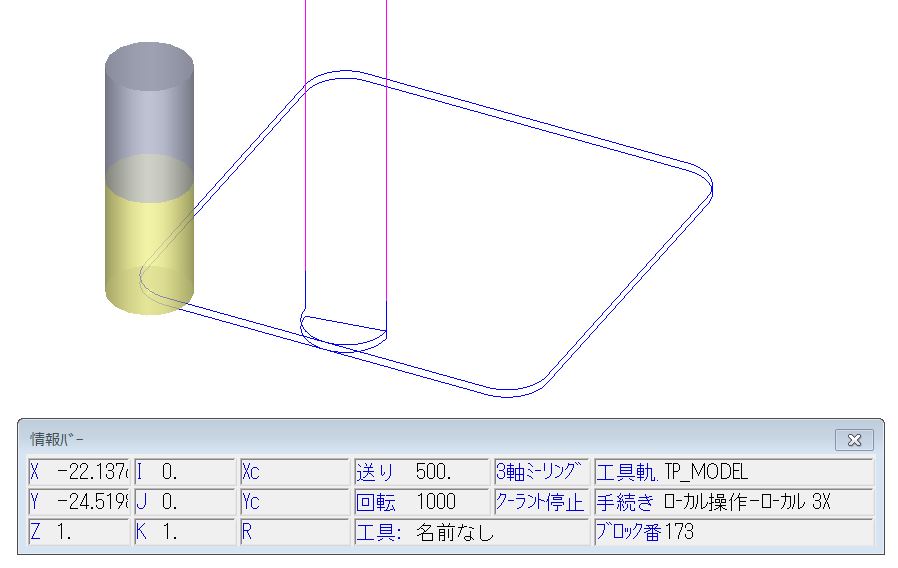 情報ﾊﾞｰ
X -22.137 I 0. Xc 送り 500. 3軸ﾐｰﾘﾝｸﾞ 工具軌 TP_MODEL
Y -24.519 J 0. Yc 回転 1000 ｸｰﾗﾝﾄ停止 手続き ﾛｰｶﾙ操作-ﾛｰｶﾙ 3X
Z 1. K 1. R 工具: 名前なし ﾌﾞﾛｯｸ番 173